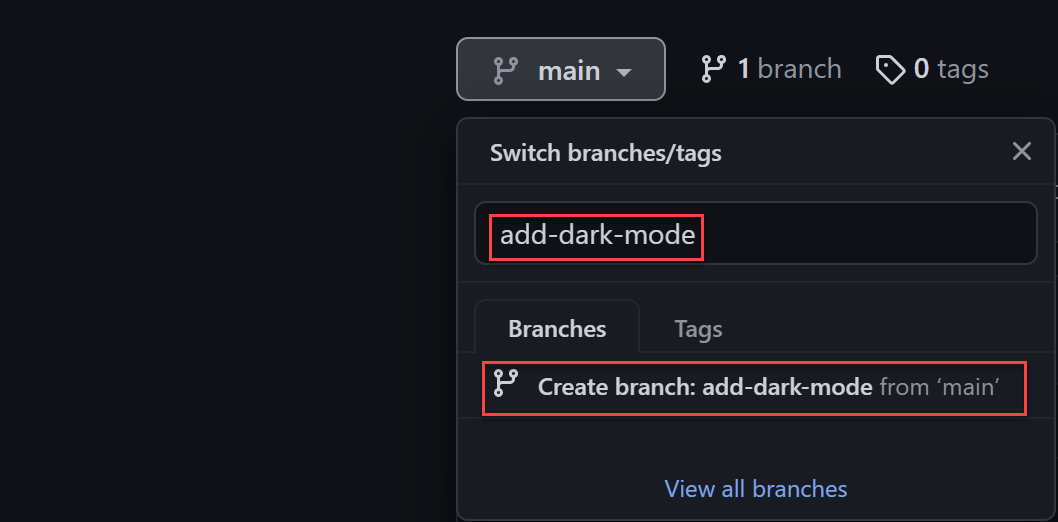 main 1 branch 0 tags
Switch branches/tags
add-dark-mode
Branches Tags
Create branch: add-dark-mode from ‘main’
View all branches